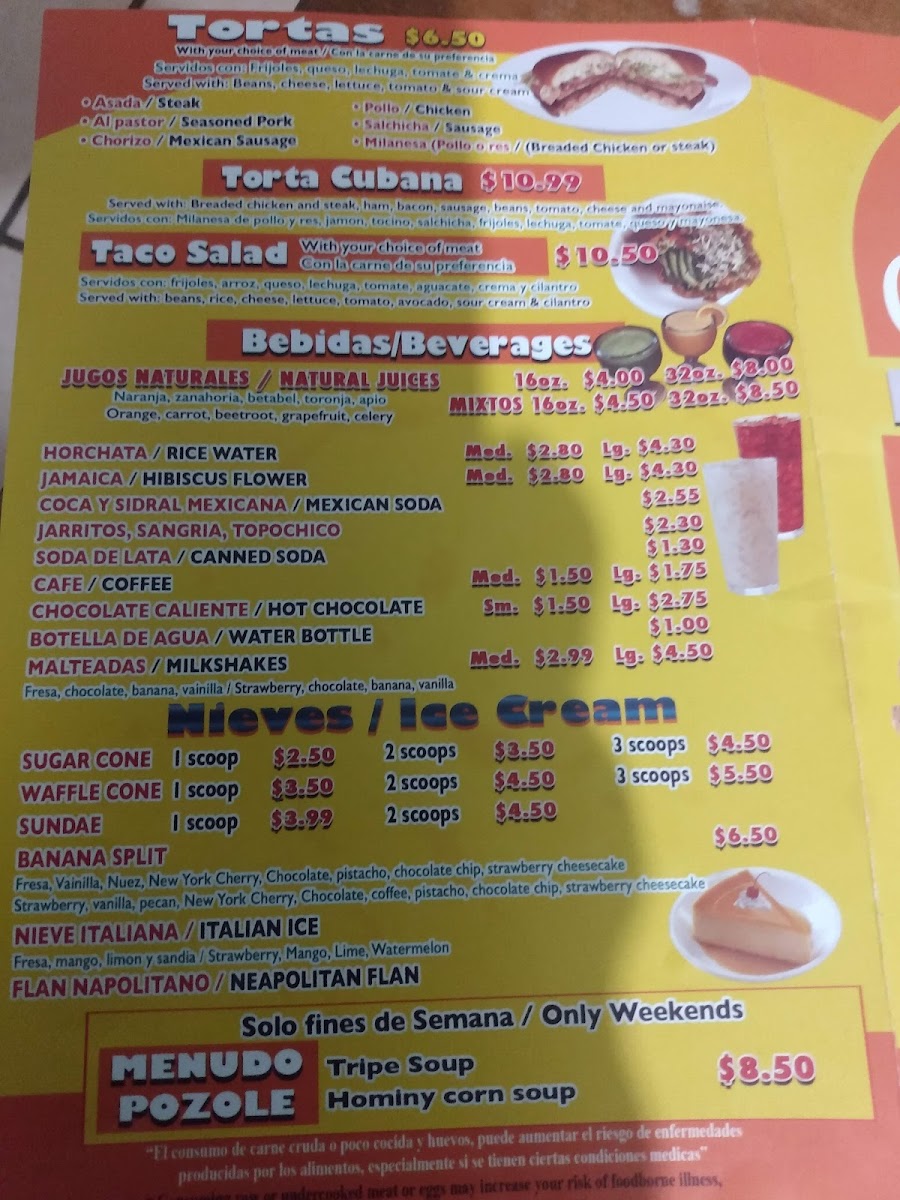 Tortas $6.50
With your choice of meat / Con la carne de su preferencia
Servidos con: Frijoles, queso, lechuga, tomate & crema
Served with: Beans, cheese, lettuce, tomato & sour cream
• Asada / Steak • Pollo / Chicken
• Al pastor / Seasoned Pork • Salchicha / Sausage
• Chorizo / Mexican Sausage • Milanesa (Pollo o res / (Breaded Chicken or steak)
Torta Cubana $10.99
Served with: Breaded chicken and steak, ham, bacon, sausage, beans, tomato, cheese and mayonaise.
Servidos con: Milanesa de pollo y res, jamon, tocino, salchicha, frijoles, lechuga, tomate, queso y mayonesa.
Taco Salad With your choice of meat $10.50
Con la carne de su preferencia
Servidos con: frijoles, arroz, queso, lechuga, tomate, aguacate, crema y cilantro
Served with: beans, rice, cheese, lettuce, tomato, avocado, sour cream & cilantro
Bebidas/Beverages
JUGOS NATURALES / NATURAL JUICES 16oz. $4.00 32oz. $8.00
Naranja, zanahoria, betabel, toronja, apio
MIXTOS 16oz. $4.50 32oz. $8.50
Orange, carrot, beetroot, grapefruit, celery
HORCHATA / RICE WATER Med. $2.80 Lg. $4.30
JAMAICA / HIBISCUS FLOWER Med. $2.80 Lg. $4.30
COCA Y SIDRAL MEXICANA / MEXICAN SODA $2.55
JARRITOS, SANGRIA, TOPOCHICO $2.30
SODA DE LATA / CANNED SODA $1.30
CAFE / COFFEE Med. $1.50 Lg. $1.75
CHOCOLATE CALIENTE / HOT CHOCOLATE Sm. $1.50 Lg. $2.75
BOTELLA DE AGUA / WATER BOTTLE $1.00
MALTEADAS / MILKSHAKES Med. $2.99 Lg. $4.50
Fresa, chocolate, banana, vainilla / Strawberry, chocolate, banana, vanilla
Nieves / Ice Cream
SUGAR CONE 1 scoop $2.50 2 scoops $3.50 3 scoops $4.50
WAFFLE CONE 1 scoop $3.50 2 scoops $4.50 3 scoops $5.50
SUNDAE 1 scoop $3.99 2 scoops $4.50
BANANA SPLIT $6.50
Fresa, Vainilla, Nuez, New York Cherry, Chocolate, pistacho, chocolate chip, strawberry cheesecake
Strawberry, vanilla, pecan, New York Cherry, Chocolate, coffee, pistacho, chocolate chip, strawberry cheesecake
NIEVE ITALIANA / ITALIAN ICE
Fresa, mango, limon y sandia / Strawberry, Mango, Lime, Watermelon
FLAN NAPOLITANO / NEAPOLITAN FLAN
Solo fines de Semana / Only Weekends
MENUDO Tripe Soup $8.50
POZOLE Hominy corn soup
"El consumo de carne cruda o poco cocida y huevos, puede aumentar el riesgo de enfermedades
producidas por los alimentos, especialmente si se tienen ciertas condiciones medicas"
undercooked meat or eggs may increase your risk of foodborne illness,